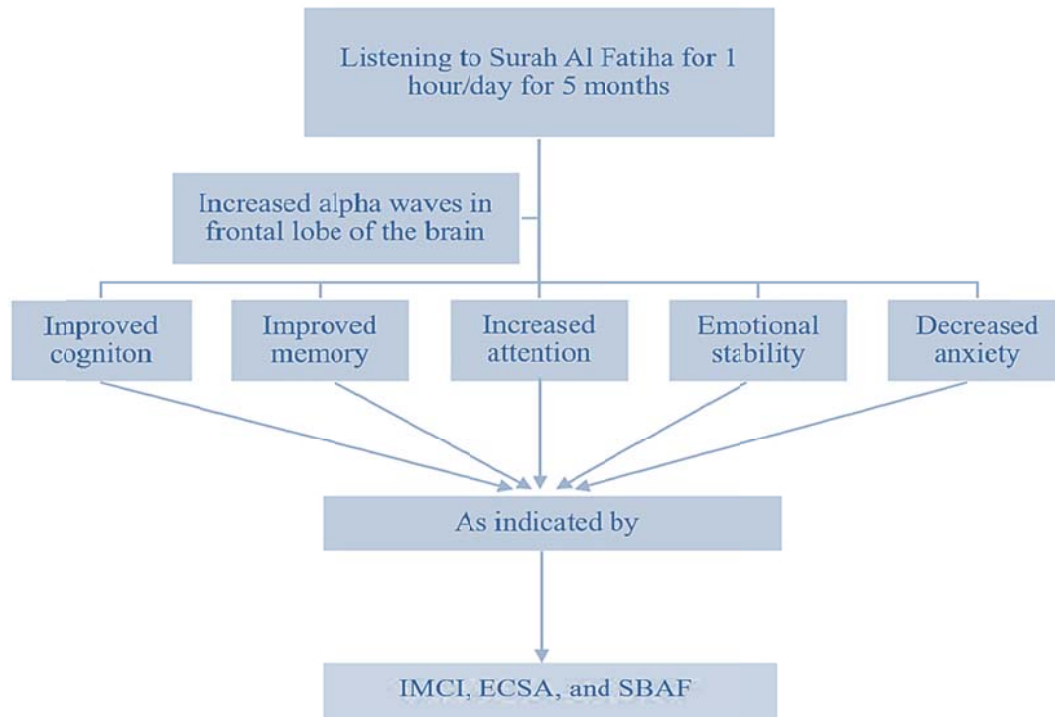 Listening to Surah Al Fatiha for 1
hour/day for 5 months
Increased alpha waves in
frontal lobe of the brain
Improved
cogniton
Improved
memory
Increased
attention
Emotional
stability
Decreased
anxiety
As indicated by
IMCI, ECSA, and SBAF